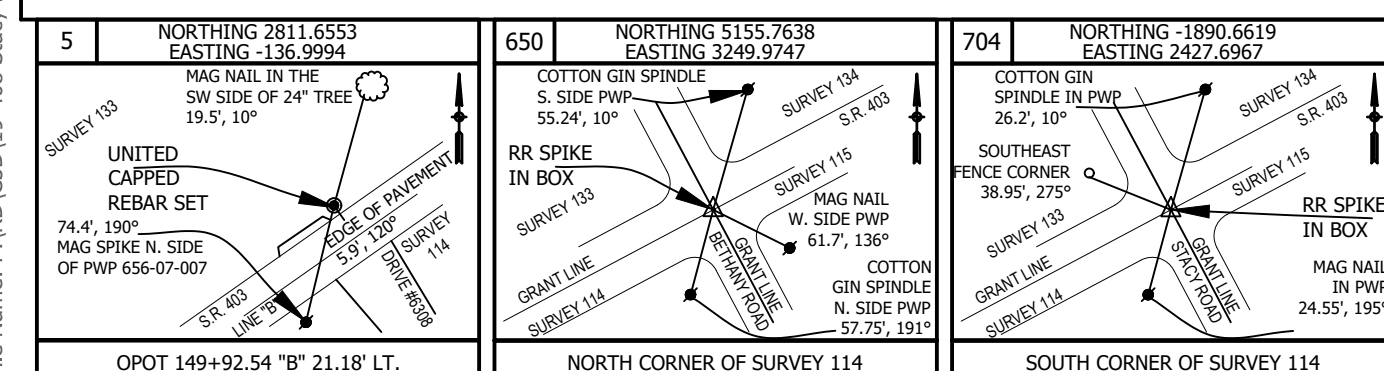 5
NORTHING 2811.6553
EASTING -136.9994
MAG NAIL IN THE
SW SIDE OF 24" TREE
19.5', 10°
SURVEY 133
UNITED
CAPPED
REBAR SET
74.4', 190°
MAG SPIKE N. SIDE
OF PWP 656-07-007
EDGE OF PAVEMENT
5.9', 120°
SURVEY
114
DRIVE #6308
S.R. 403
LINE "B"
OPOT 149+92.54 "B" 21.18' LT.
650
NORTHING 5155.7638
EASTING 3249.9747
COTTON GIN SPINDLE
S. SIDE PWP
55.24', 10°
SURVEY 134
S.R. 403
RR SPIKE
IN BOX
SURVEY 115
SURVEY 133
MAG NAIL
W. SIDE PWP
61.7', 136°
GRANT LINE
BETHANY ROAD
GRANT LINE
SURVEY 114
COTTON
GIN SPINDLE
N. SIDE PWP
57.75', 191°
NORTH CORNER OF SURVEY 114
704
NORTHING -1890.6619
EASTING 2427.6967
COTTON GIN
SPINDLE IN PWP
26.2', 10°
SURVEY 134
S.R. 403
SOUTHEAST
FENCE CORNER
38.95', 275°
SURVEY 115
RR SPIKE
IN BOX
SURVEY 133
GRANT LINE
STACY ROAD
GRANT LINE
SURVEY 114
MAG NAIL
IN PWP
24.55', 195°
SOUTH CORNER OF SURVEY 114